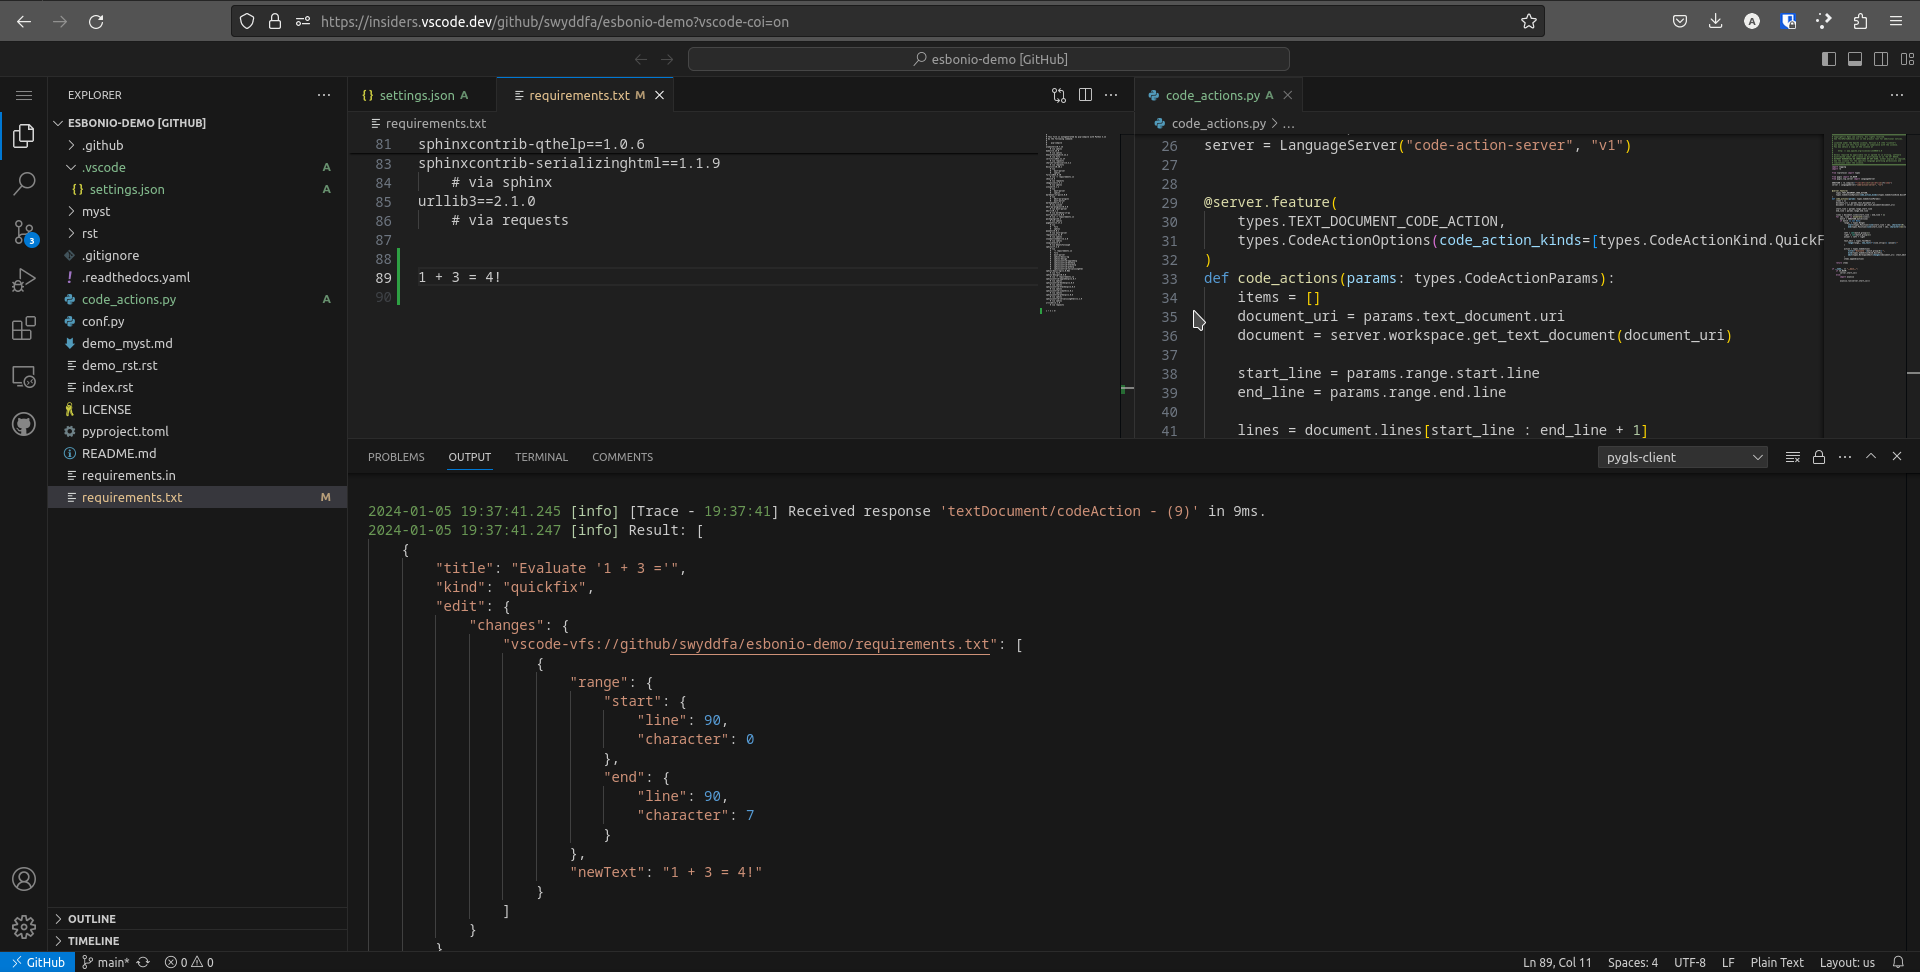 https://insiders.vscode.dev/github/swyddfa/esbonio-demo?vscode-coi=on
esbonio-demo [GitHub]
EXPLORER
ESBONIO-DEMO [GITHUB]
.github
.vscode A
settings.json A
myst
rst
.gitignore
.readthedocs.yaml
code_actions.py A
conf.py
demo_myst.md
demo_rst.rst
index.rst
LICENSE
pyproject.toml
README.md
requirements.in
requirements.txt M
OUTLINE
TIMELINE
3
settings.json A
requirements.txt M
requirements.txt
81 sphinxcontrib-qthelp==1.0.6
83 sphinxcontrib-serializinghtml==1.1.9
84 # via sphinx
85 urllib3==2.1.0
86 # via requests
87
88
89 1 + 3 = 4!
90
code_actions.py A
code_actions.py > ...
26 server = LanguageServer("code-action-server", "v1")
27
28
29 @server.feature(
30 types.TEXT_DOCUMENT_CODE_ACTION,
31 types.CodeActionOptions(code_action_kinds=[types.CodeActionKind.QuickF
32 )
33 def code_actions(params: types.CodeActionParams):
34 items = []
35 document_uri = params.text_document.uri
36 document = server.workspace.get_text_document(document_uri)
37
38 start_line = params.range.start.line
39 end_line = params.range.end.line
40
41 lines = document.lines[start_line : end_line + 1]
PROBLEMS OUTPUT TERMINAL COMMENTS
pygls-client
2024-01-05 19:37:41.245 [info] [Trace - 19:37:41] Received response 'textDocument/codeAction - (9)' in 9ms.
2024-01-05 19:37:41.247 [info] Result: [
{
"title": "Evaluate '1 + 3 ='",
"kind": "quickfix",
"edit": {
"changes": {
"vscode-vfs://github/swyddfa/esbonio-demo/requirements.txt": [
{
"range": {
"start": {
"line": 90,
"character": 0
},
"end": {
"line": 90,
"character": 7
}
},
"newText": "1 + 3 = 4!"
}
]
}
}
GitHub main* 0 0
Ln 89, Col 11 Spaces: 4 UTF-8 LF Plain Text Layout: us